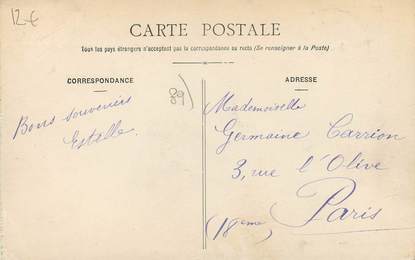 12€
CARTE POSTALE
Tous les pays étrangers n'acceptent pas la correspondance au recto (Se renseigner à la Poste)
CORRESPONDANCE
ADRESSE
89
Bons souvenirs
Estelle.
Mademoiselle
Germaine Carrion
3, rue l'Olive
Paris
(18eme)